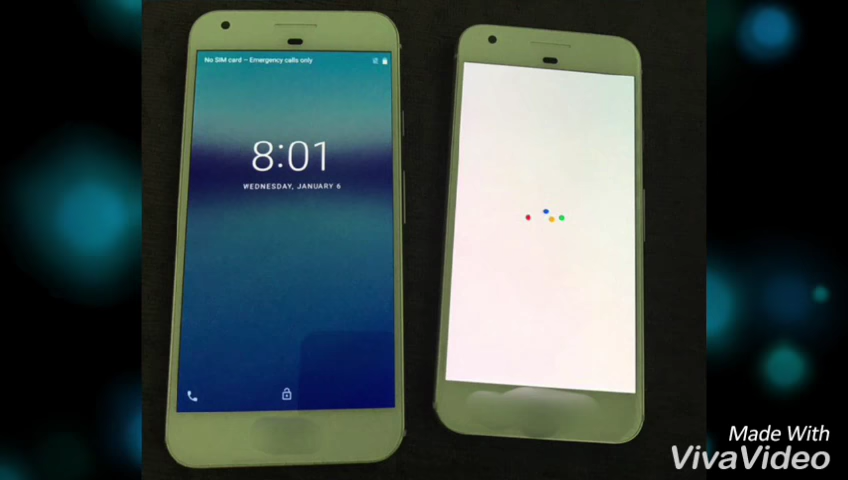 No SIM card – Emergency calls only
8:01
WEDNESDAY, JANUARY 6
Made With
VivaVideo